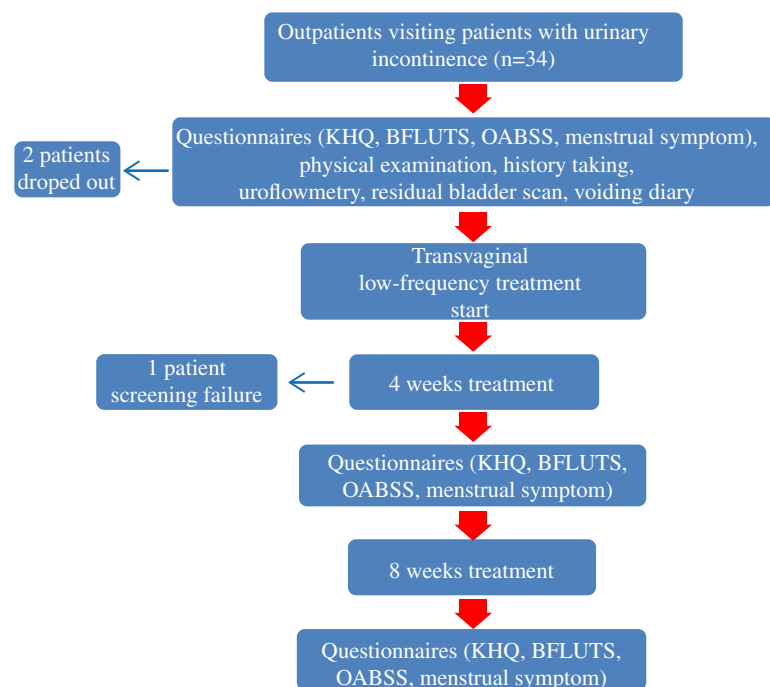 Outpatients visiting patients with urinary
incontinence (n=34)
Questionnaires (KHQ, BFLUTS, OABSS, menstrual symptom),
physical examination, history taking,
uroflowmetry, residual bladder scan, voiding diary
2 patients
droped out
Transvaginal
low-frequency treatment
start
1 patient
screening failure
4 weeks treatment
Questionnaires (KHQ, BFLUTS,
OABSS, menstrual symptom)
8 weeks treatment
Questionnaires (KHQ, BFLUTS,
OABSS, menstrual symptom)